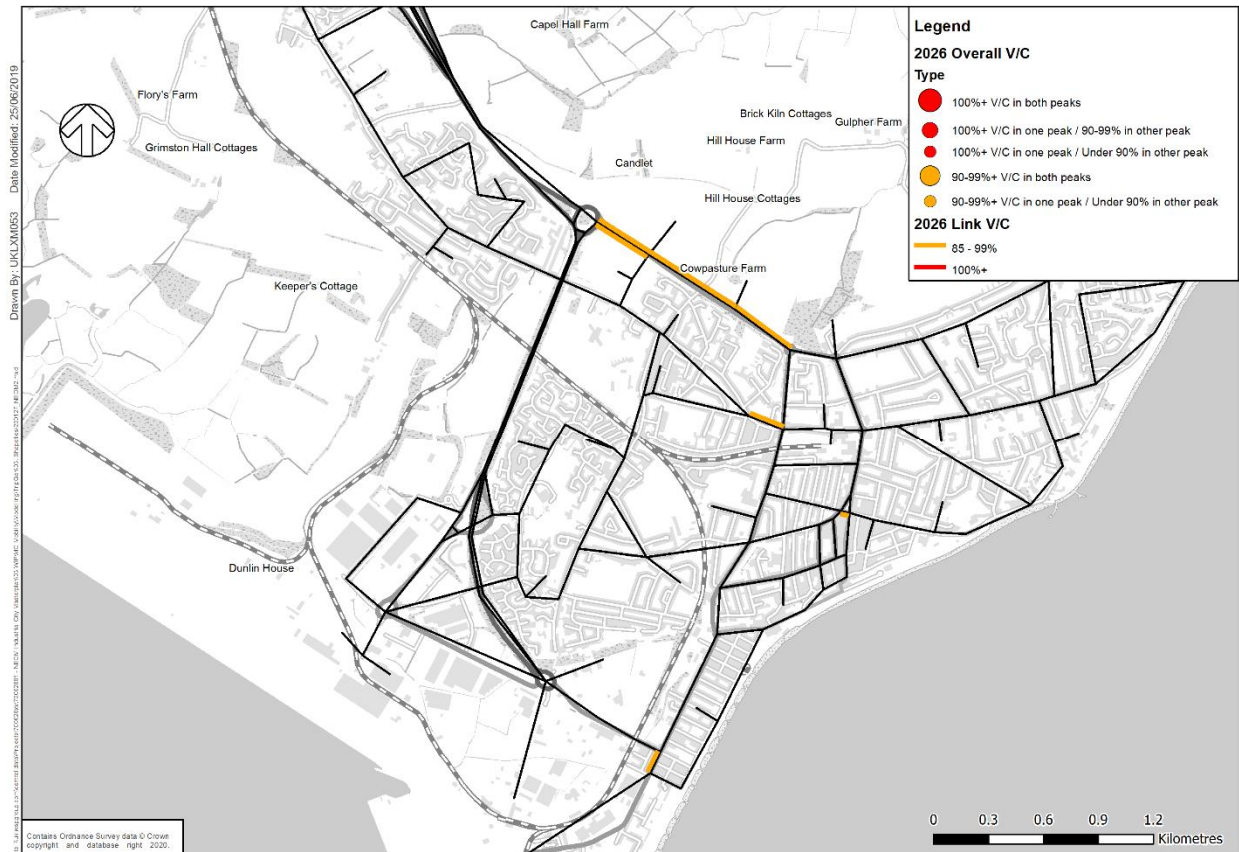 Capel Hall Farm
Flory's Farm
Grimston Hall Cottages
Brick Kiln Cottages
Gulpher Farm
Hill House Farm
Candlet
Hill House Cottages
Cowpasture Farm
Keeper's Cottage
Dunlin House
Legend
2026 Overall V/C
Type
100%+ V/C in both peaks
100%+ V/C in one peak / 90-99% in other peak
100%+ V/C in one peak / Under 90% in other peak
90-99%+ V/C in both peaks
90-99%+ V/C in one peak / Under 90% in other peak
2026 Link V/C
85 - 99%
100%+
Drawn By: UKLXM053 Date Modified: 25/06/2019
Contains Ordnance Survey data © Crown
copyright and database right 2020.
0 0.3 0.6 0.9 1.2
Kilometres